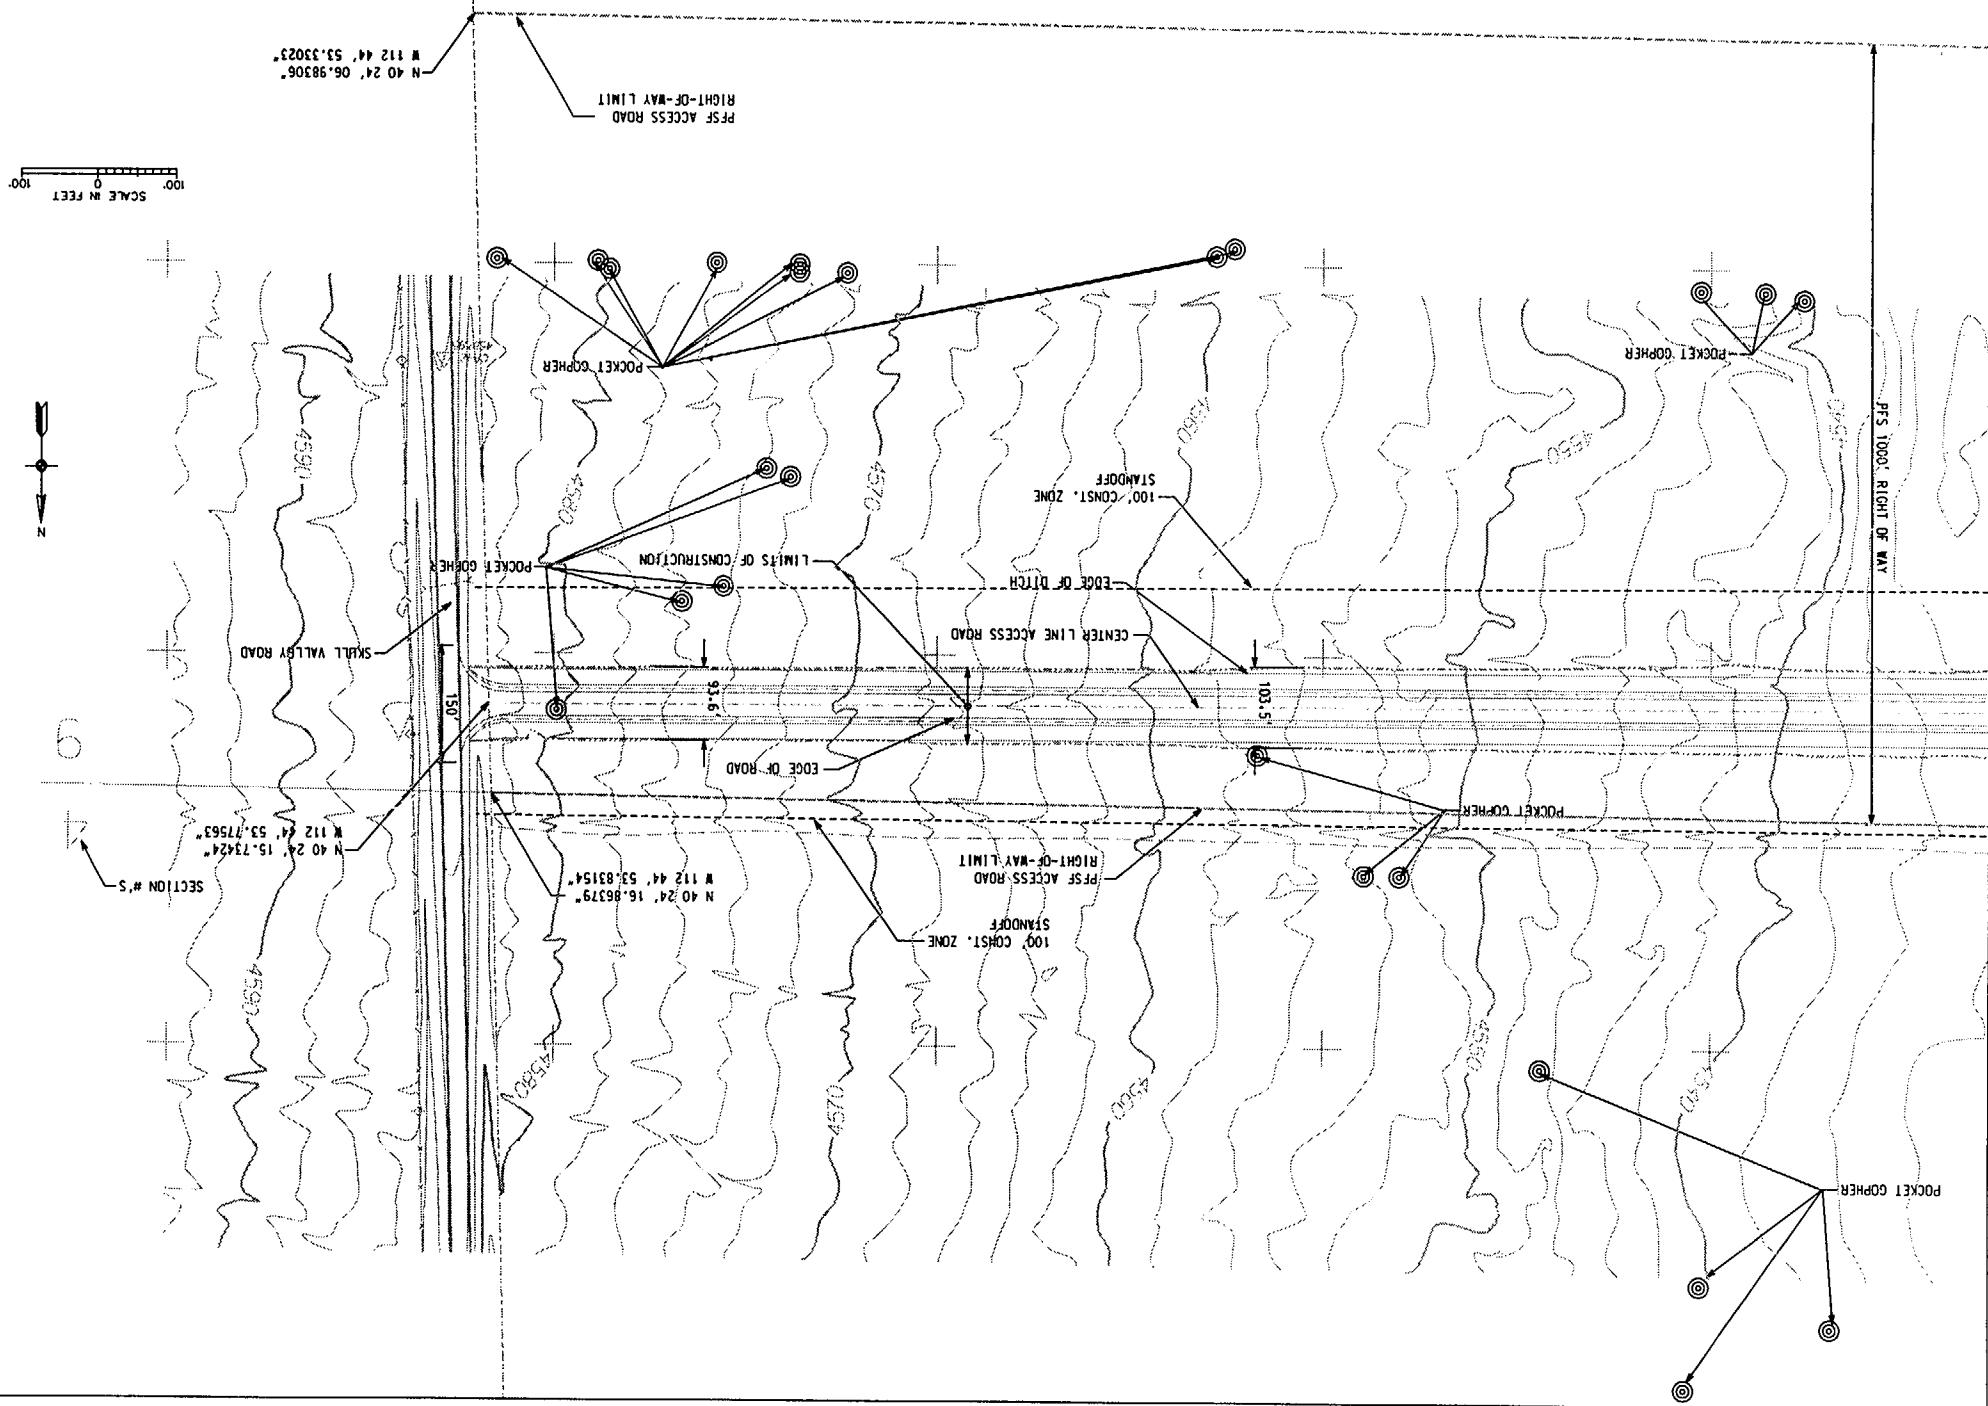 POCKET GOPHER
4540
4550
4560
4570
4580
4590
100' CONST. ZONE
STANDOFF
PFSF ACCESS ROAD
RIGHT-OF-WAY LIMIT
N 40 24' 16.86379"
W 112 44' 53.83154"
SECTION #'S
4
9
N 40 24' 15.73424"
W 112 44' 53.77563"
POCKET GOPHER
EDGE OF ROAD
103.5'
93.6'
150'
CENTER LINE ACCESS ROAD
SKULL VALLEY ROAD
EDGE OF DITCH
LIMITS OF CONSTRUCTION
POCKET GOPHER
PFS 1000' RIGHT OF WAY
100' CONST. ZONE
STANDOFF
N
4540
4550
4560
4570
4580
4590
POCKET GOPHER
POCKET GOPHER
SCALE IN FEET
100'
0
100'
PFSF ACCESS ROAD
RIGHT-OF-WAY LIMIT
N 40 24' 06.98306"
W 112 44' 53.33023"